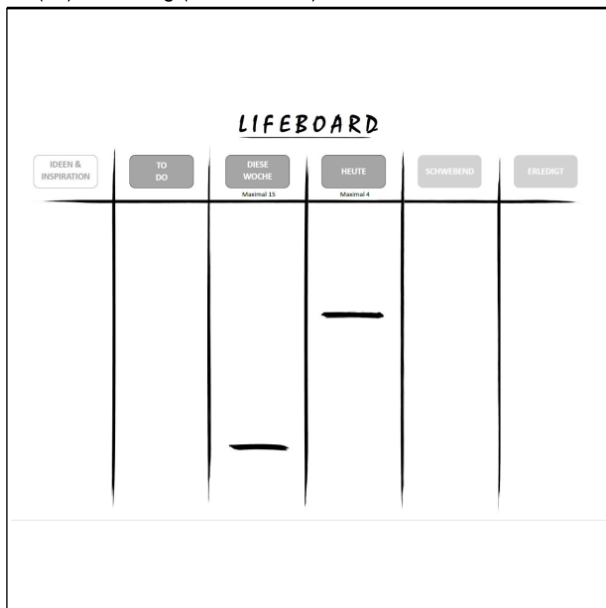 LIFEBOARD
IDEEN &
INSPIRATION
TO
DO
DIESE
WOCHE
Maximal 15
HEUTE
Maximal 4
SCHWEBEND
ERLEDIGT